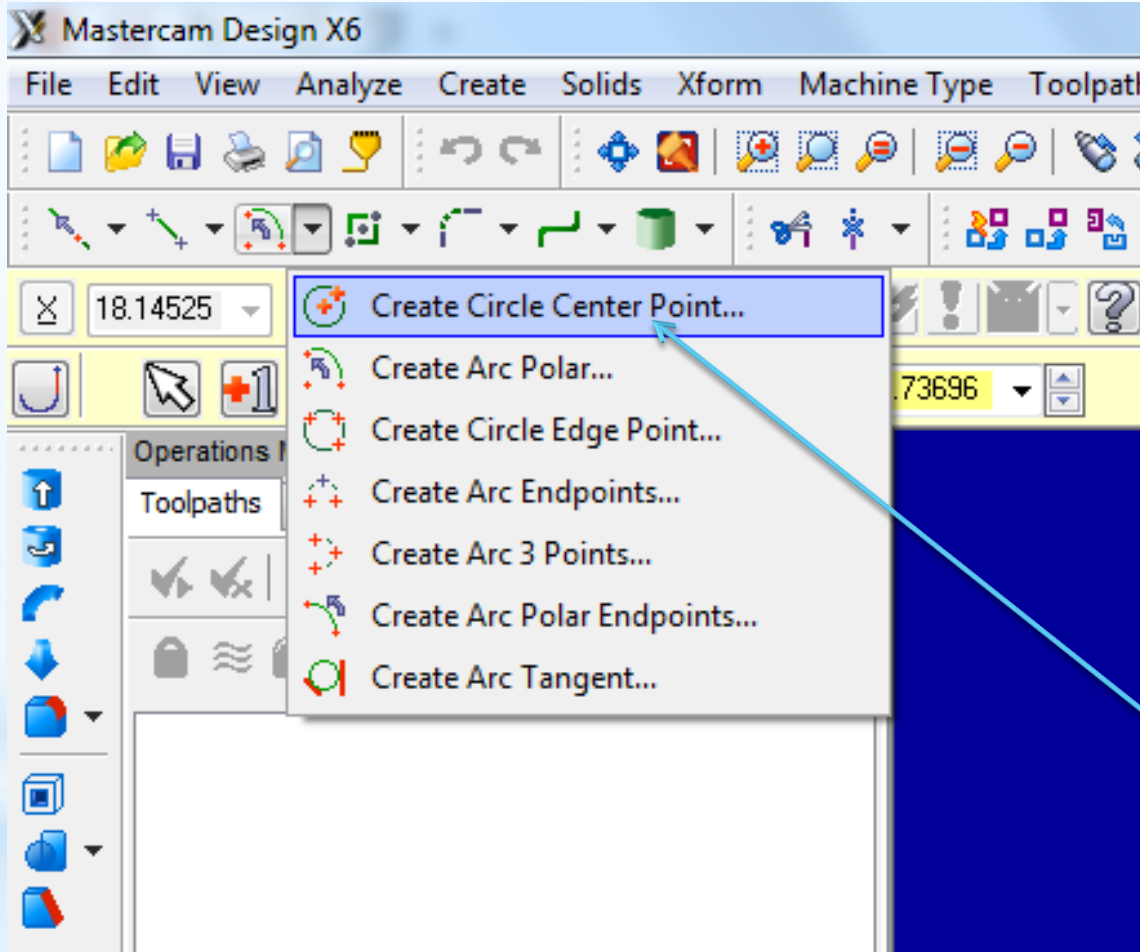 Mastercam Design X6
File Edit View Analyze Create Solids Xform Machine Type
X 18.14525
Create Circle Center Point...
Create Arc Polar...
.73696
Create Circle Edge Point...
Operations
Create Arc Endpoints...
Toolpaths
Create Arc 3 Points...
Create Arc Polar Endpoints...
Create Arc Tangent...